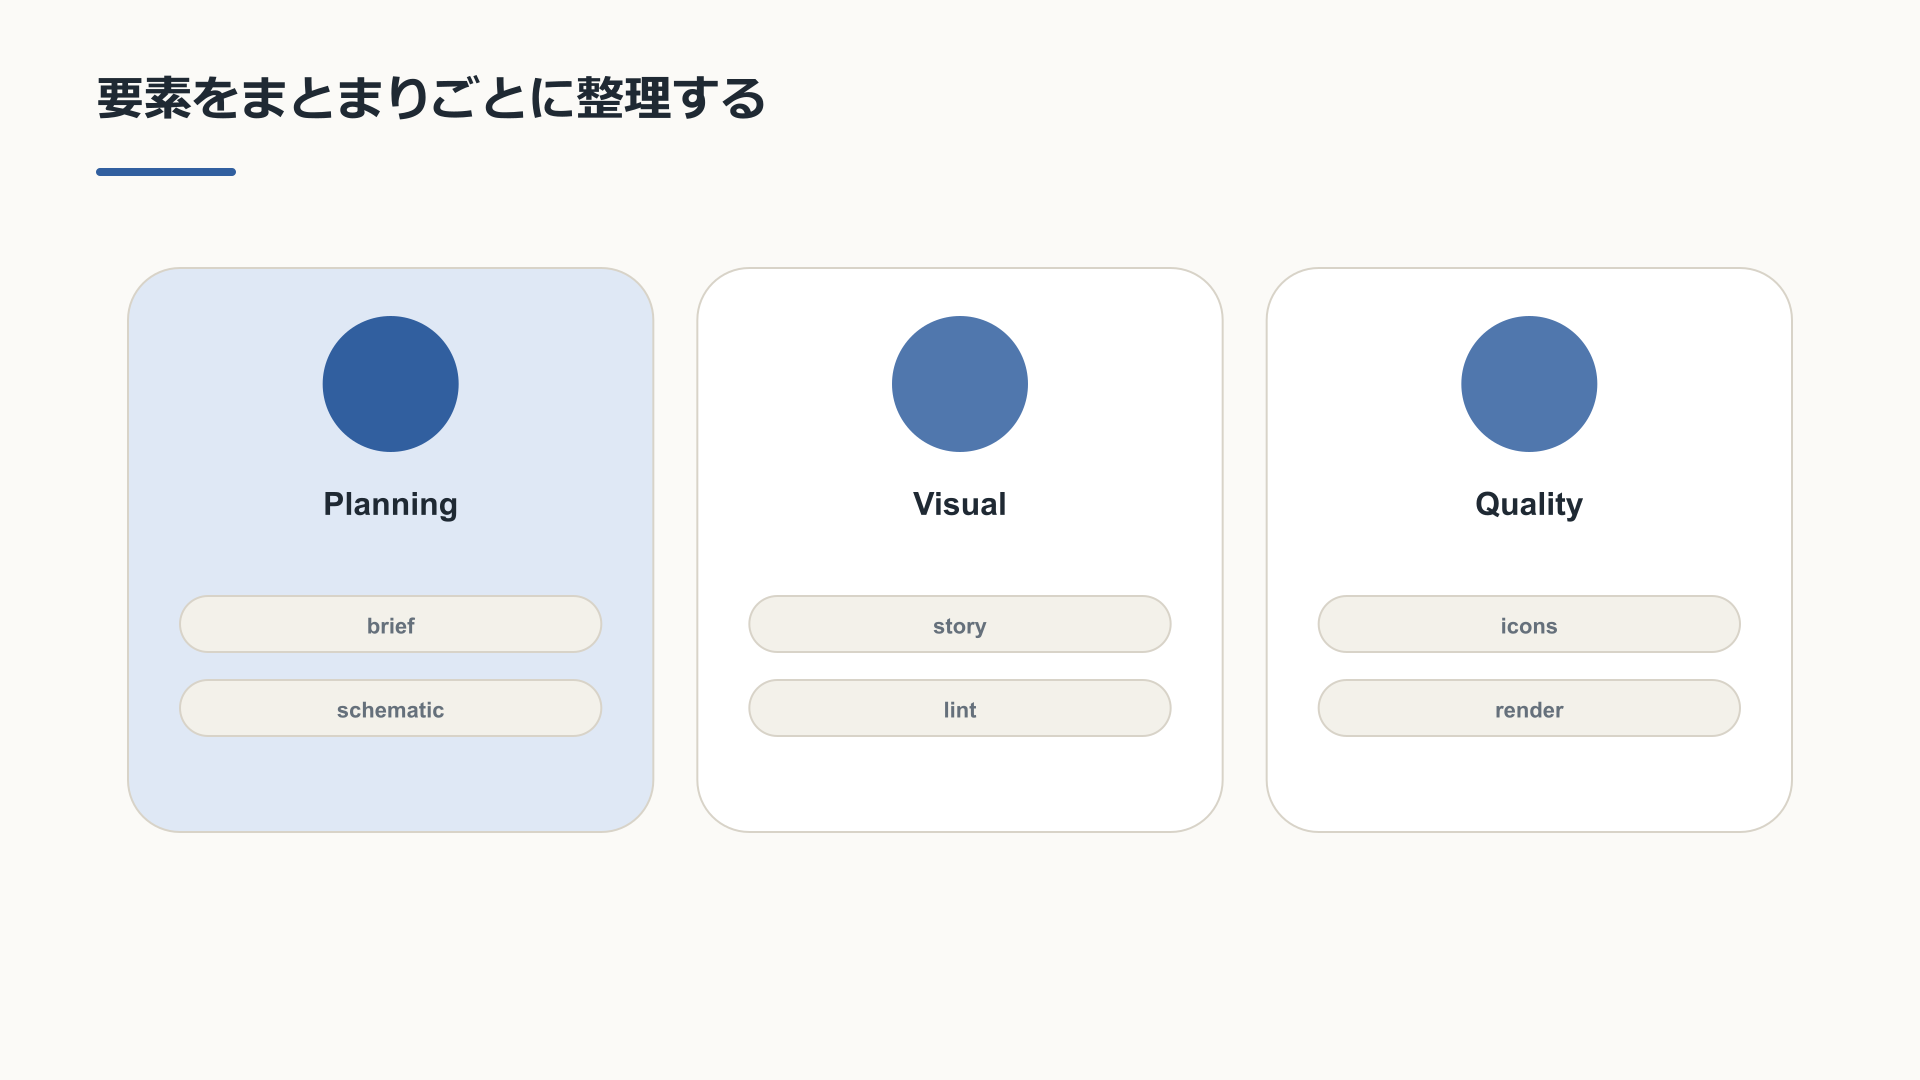 要素をまとまりごとに整理する
Planning
brief
schematic
Visual
story
lint
Quality
icons
render